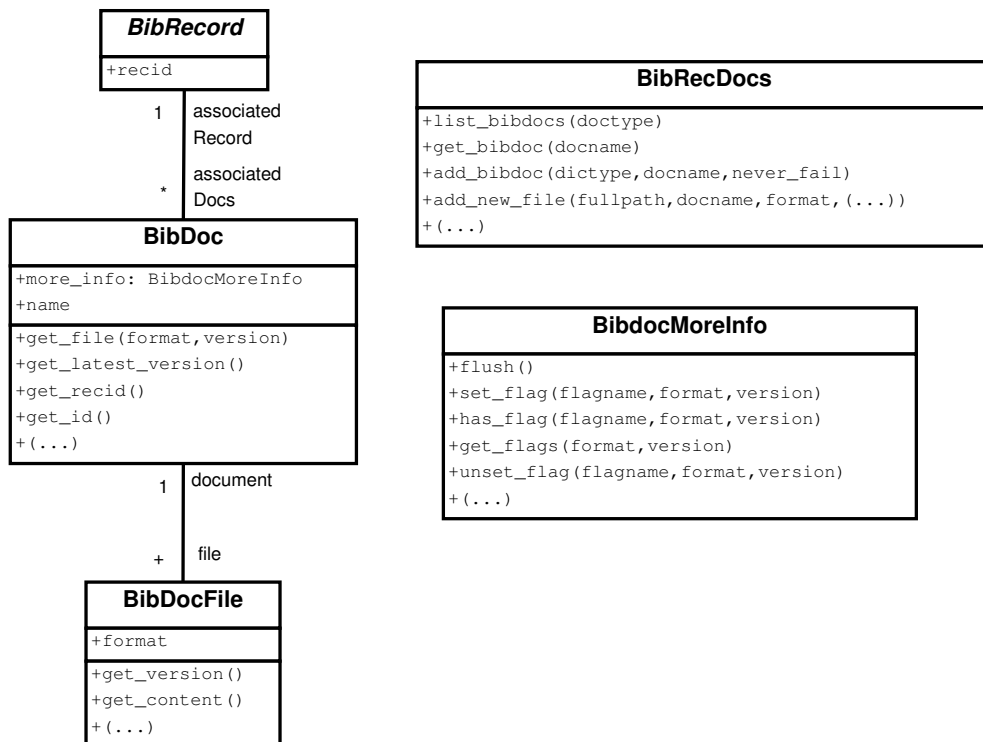 BibRecord
+recid
1
associated
Record
associated
*
Docs
BibDoc
+more_info: BibdocMoreInfo
+name
+get_file(format,version)
+get_latest_version()
+get_recid()
+get_id()
+(...)
1
document
+
file
BibDocFile
+format
+get_version()
+get_content()
+(...)
BibRecDocs
+list_bibdocs(doctype)
+get_bibdoc(docname)
+add_bibdoc(dictype,docname,never_fail)
+add_new_file(fullpath,docname,format,(...))
+(...)
BibdocMoreInfo
+flush()
+set_flag(flagname,format,version)
+has_flag(flagname,format,version)
+get_flags(format,version)
+unset_flag(flagname,format,version)
+(...)